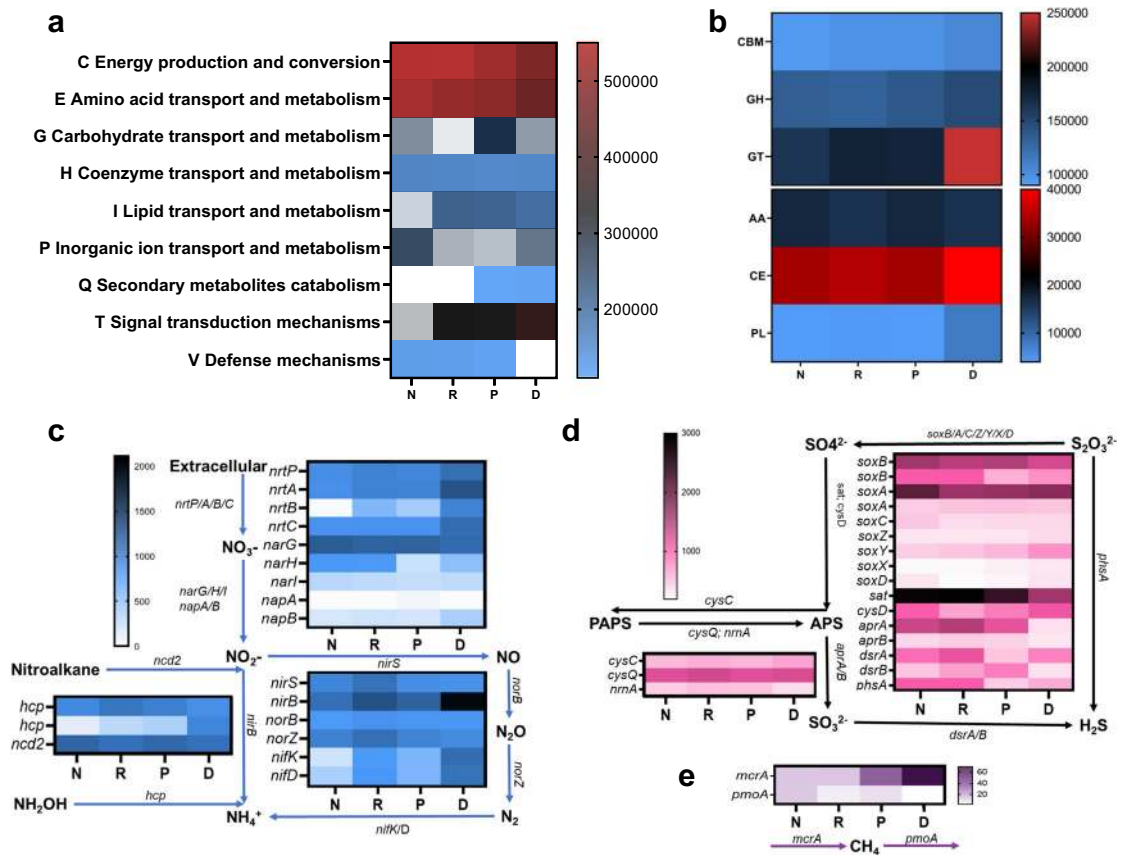 a
C Energy production and conversion
E Amino acid transport and metabolism
G Carbohydrate transport and metabolism
H Coenzyme transport and metabolism
I Lipid transport and metabolism
P Inorganic ion transport and metabolism
Q Secondary metabolites catabolism
T Signal transduction mechanisms
V Defense mechanisms
N R P D
500000
400000
300000
200000
b
CBM
GH
GT
AA
CE
PL
N R P D
250000
200000
150000
100000
40000
30000
20000
10000
c
2000
1500
1000
500
0
Extracellular
nrtP/A/B/C
NO₃-
narG/H/I
napA/B
NO₂-
nrtP
nrtA
nrtB
nrtC
narG
narH
narI
napA
napB
N R P D
nirS
NO
Nitroalkane
ncd2
hcp
hcp
ncd2
N R P D
nirB
nirS
nirB
norB
norZ
nifK
nifD
N R P D
norB
N₂O
norZ
NH₂OH
hcp
NH₄⁺
nifK/D
N₂
d
3000
2000
1000
SO4²⁻
soxB/A/C/Z/Y/X/D
S₂O₃²⁻
sat; cysD
phsA
soxB
soxB
soxA
soxA
soxC
soxZ
soxY
soxX
soxD
sat
cysD
aprA
aprB
dsrA
dsrB
phsA
N R P D
cysC
PAPS
cysQ; nrnA
APS
cysC
cysQ
nrnA
N R P D
aprA/B
SO₃²⁻
dsrA/B
H₂S
e
mcrA
pmoA
N R P D
60
40
20
mcrA
CH₄
pmoA